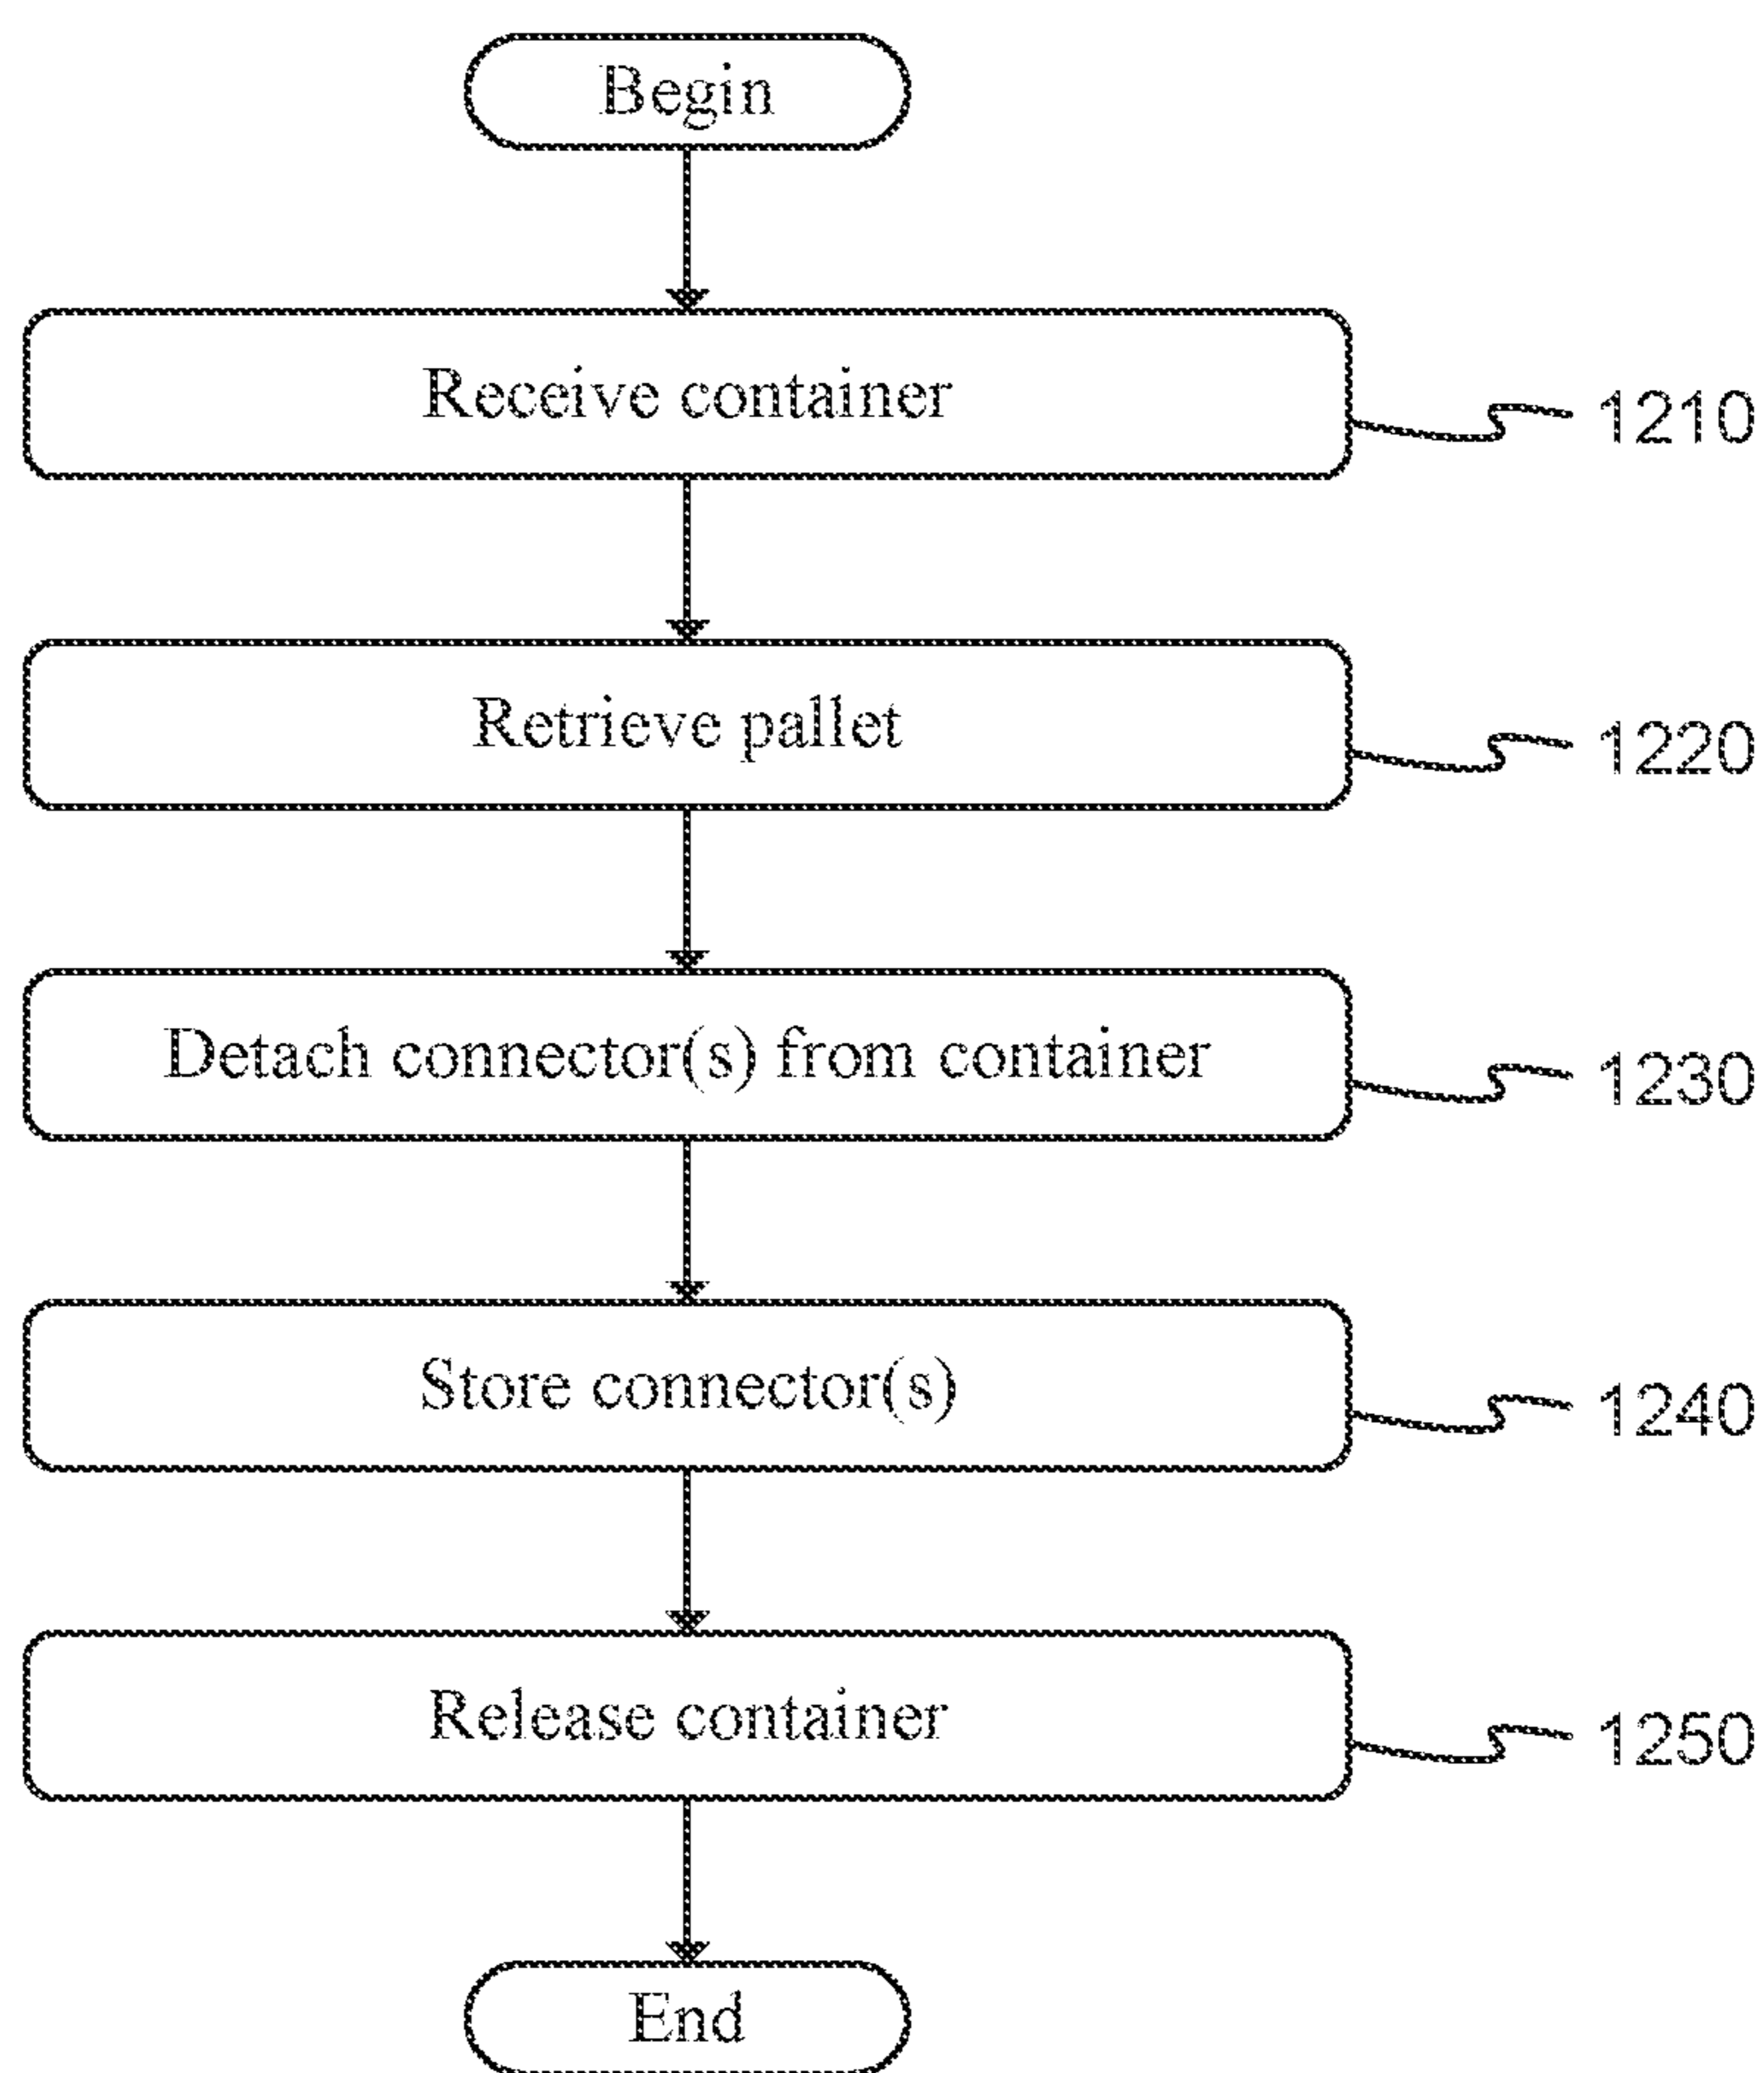 Begin
Receive container
1210
Retrieve pallet
1220
Detach connector(s) from container
1230
Store connector(s)
1240
Release container
1250
End